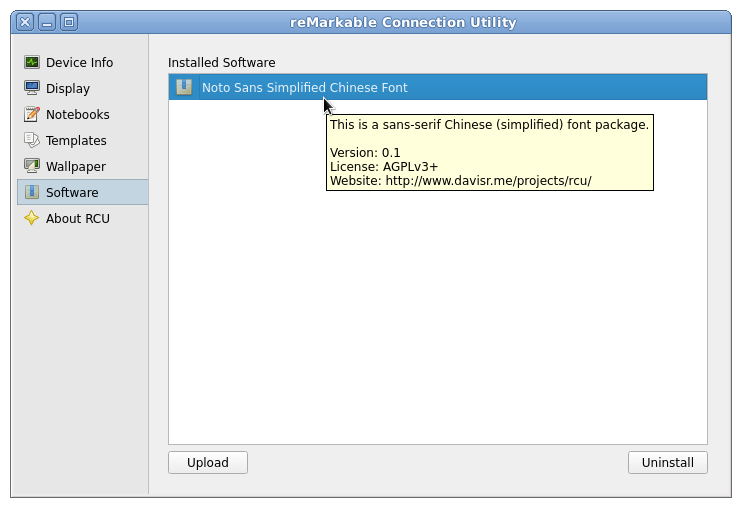 reMarkable Connection Utility
Device Info
Display
Notebooks
Templates
Wallpaper
Software
About RCU
Installed Software
Noto Sans Simplified Chinese Font
This is a sans-serif Chinese (simplified) font package.
Version: 0.1
License: AGPLv3+
Website: http://www.davisr.me/projects/rcu/
Upload
Uninstall